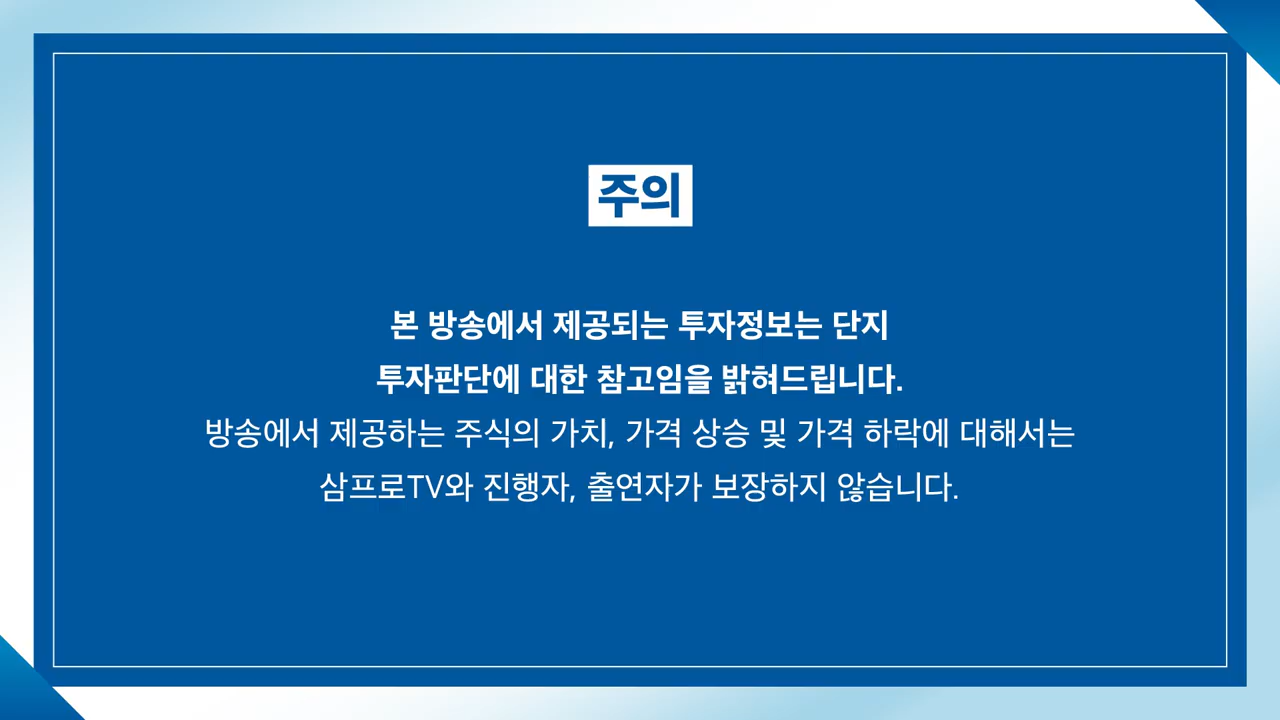 주의
본 방송에서 제공되는 투자정보는 단지
투자판단에 대한 참고임을 밝혀드립니다.
방송에서 제공하는 주식의 가치, 가격 상승 및 가격 하락에 대해서는
삼프로TV와 진행자, 출연자가 보장하지 않습니다.